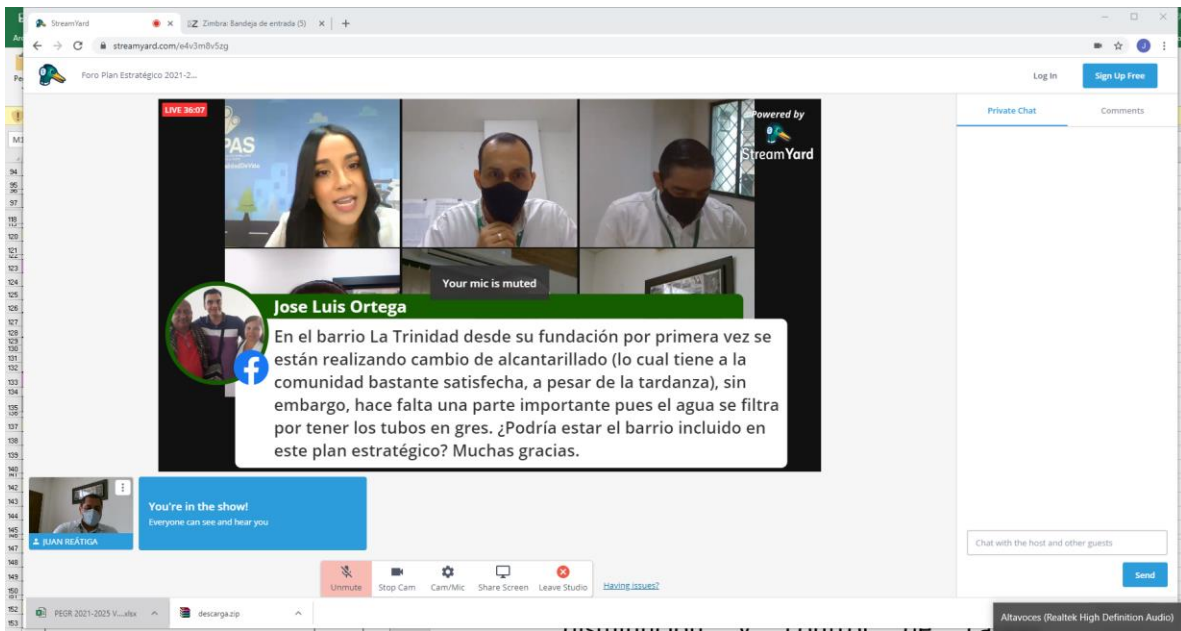 StreamYard
Zimbra: Bandeja de entrada (5)
streamyard.com/e4v3m8v5zg
Foro Plan Estratégico 2021-2...
Log In
Sign Up Free
LIVE 36:07
PAS
Powered by
StreamYard
Private Chat
Comments
Your mic is muted
Jose Luis Ortega
En el barrio La Trinidad desde su fundación por primera vez se
están realizando cambio de alcantarillado (lo cual tiene a la
comunidad bastante satisfecha, a pesar de la tardanza), sin
embargo, hace falta una parte importante pues el agua se filtra
por tener los tubos en gres. ¿Podría estar el barrio incluido en
este plan estratégico? Muchas gracias.
You're in the show!
Everyone can see and hear you
JUAN REÁTIGA
Chat with the host and other guests
Send
Unmute
Stop Cam
Cam/Mic
Share Screen
Leave Studio
Having issues?
PEGR 2021-2025 V....xlsx
descarga.zip
Altavoces (Realtek High Definition Audio)